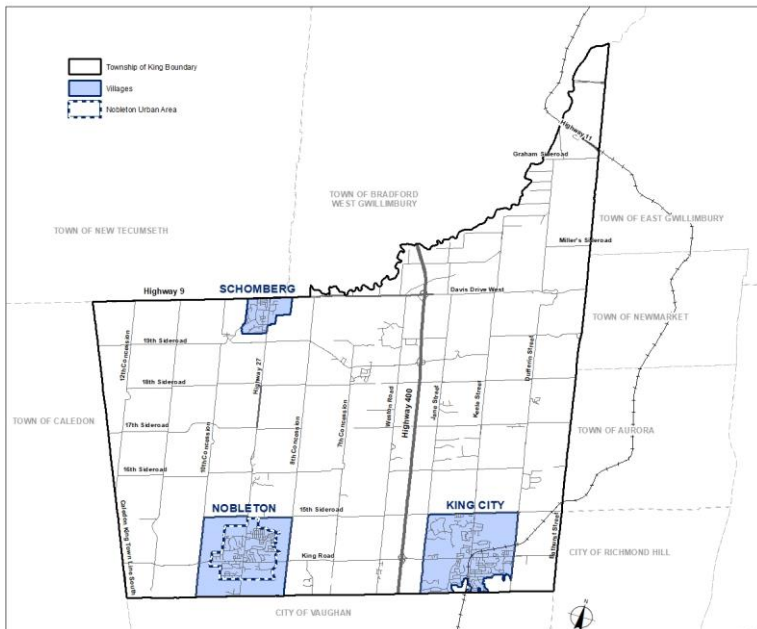 Township of King Boundary
Villages
Nobleton Urban Area
Highway 11
Graham Sideroad
TOWN OF BRADFORD
WEST GWILLIMBURY
TOWN OF EAST GWILLIMBURY
TOWN OF NEW TECUMSETH
Miller's Sideroad
Highway 9
SCHOMBERG
Davis Drive West
TOWN OF NEWMARKET
19th Sideroad
12th Concession
Highway 27
18th Sideroad
Dufferin Street
Weston Road
Highway 400
Jane Street
Keele Street
TOWN OF CALEDON
17th Sideroad
10th Concession
8th Concession
7th Concession
TOWN OF AURORA
16th Sideroad
NOBLETON
15th Sideroad
KING CITY
Caledon King Town Line South
King Road
Bathurst Street
CITY OF RICHMOND HILL
CITY OF VAUGHAN
N